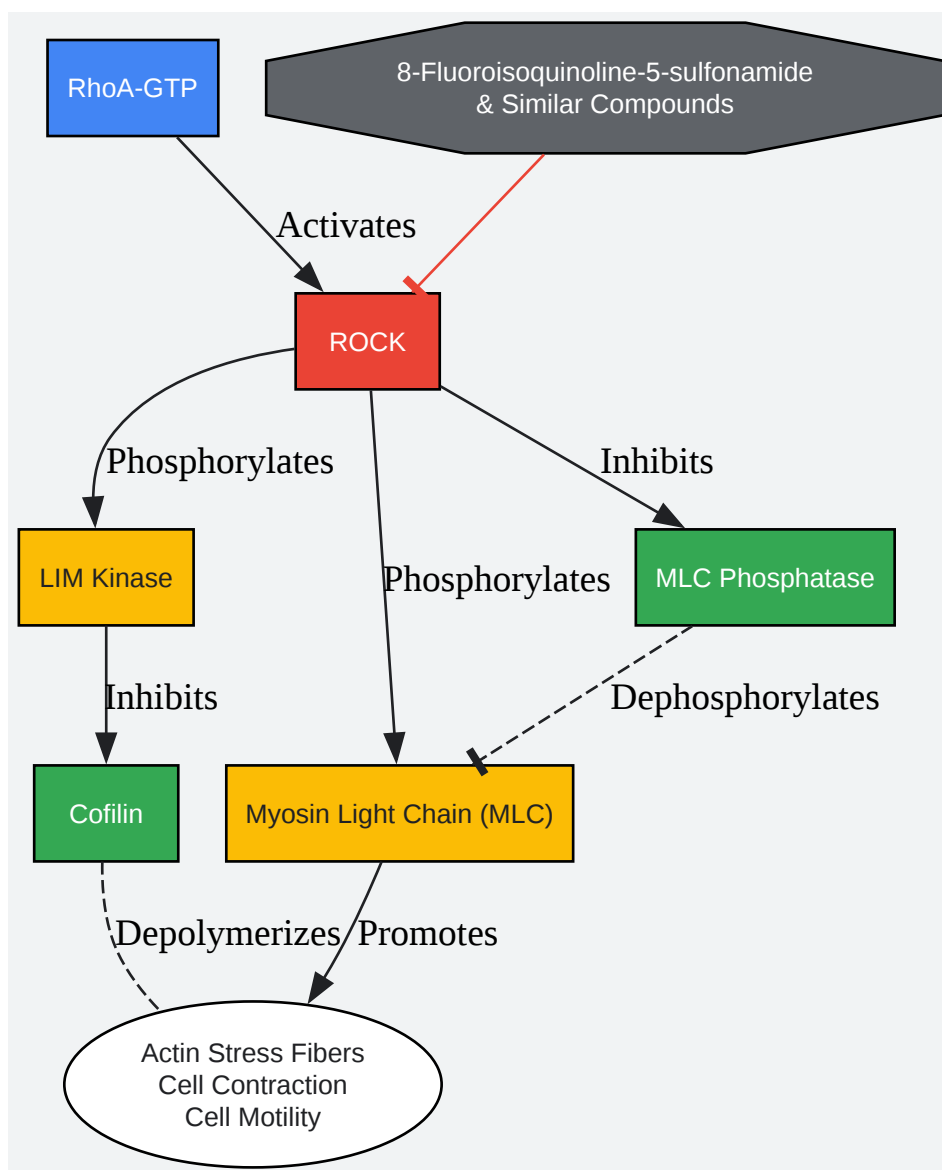 RhoA-GTP
8-Fluoroisoquinoline-5-sulfonamide
& Similar Compounds
Activates
ROCK
Phosphorylates
Inhibits
LIM Kinase
Phosphorylates
MLC Phosphatase
Inhibits
Dephosphorylates
Cofilin
Myosin Light Chain (MLC)
Depolymerizes
Promotes
Actin Stress Fibers
Cell Contraction
Cell Motility